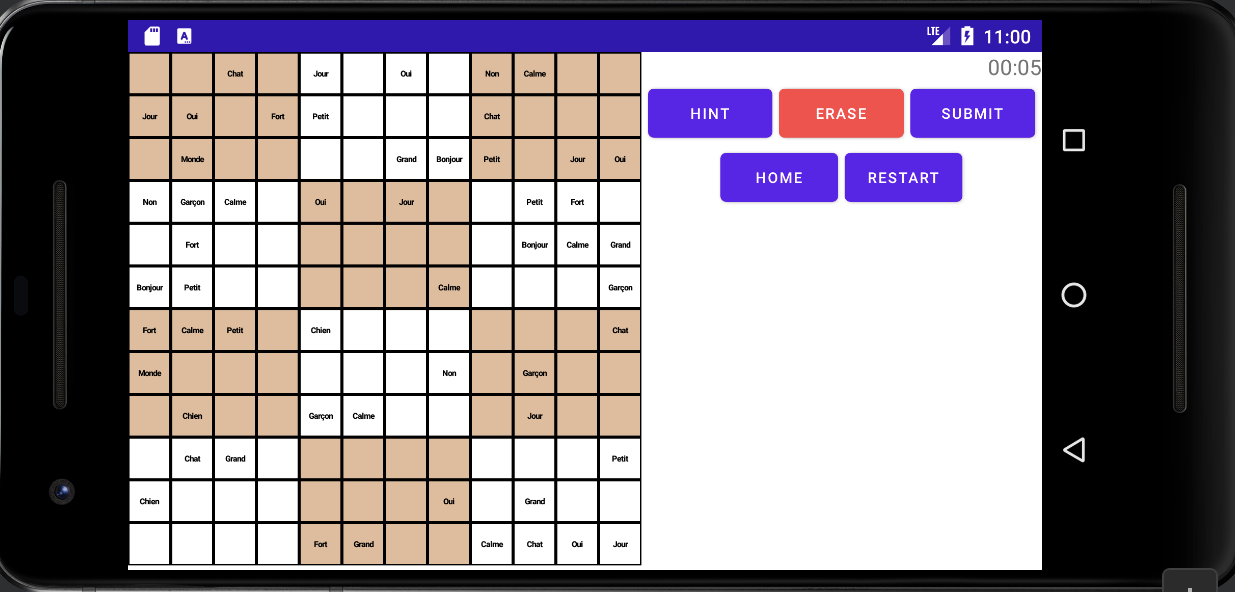 LTE 11:00
00:05
Chat Jour Oui Non Calme
HINT ERASE SUBMIT
Jour Oui Fort Petit Chat
Monde Grand Bonjour Petit Jour Oui
HOME RESTART
Non Garçon Calme Oui Jour Petit Fort
Fort Bonjour Calme Grand
Bonjour Petit Calme Garçon
Fort Calme Petit Chien Chat
Monde Non Garçon
Chien Garçon Calme Jour
Chat Grand Petit
Chien Oui Grand
Fort Grand Calme Chat Oui Jour